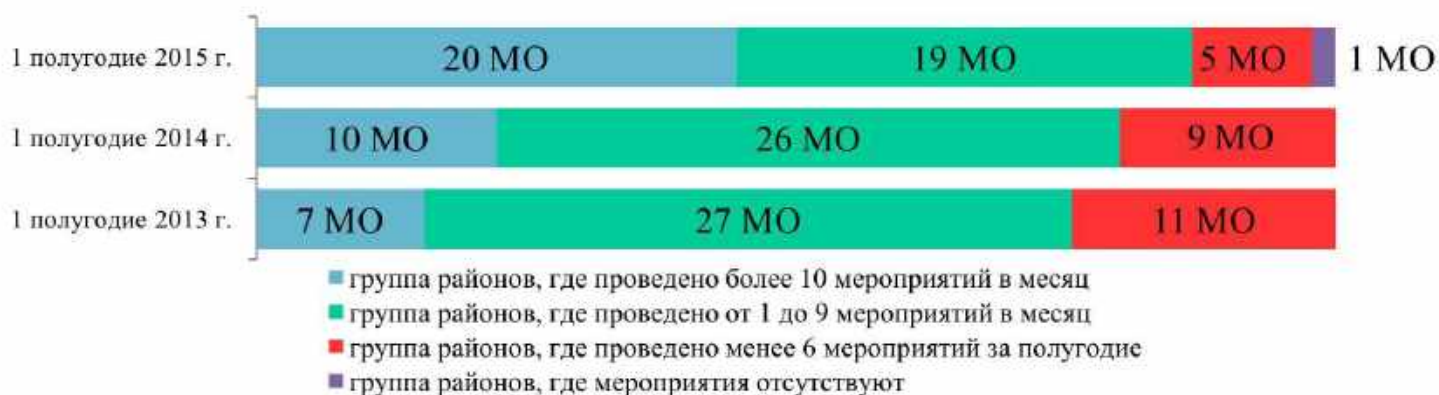 1 полугодие 2015 г.
20 МО
19 МО
5 МО
1 МО
1 полугодие 2014 г.
10 МО
26 МО
9 МО
1 полугодие 2013 г.
7 МО
27 МО
11 МО
группа районов, где проведено более 10 мероприятий в месяц
группа районов, где проведено от 1 до 9 мероприятий в месяц
группа районов, где проведено менее 6 мероприятий за полугодие
группа районов, где мероприятия отсутствуют